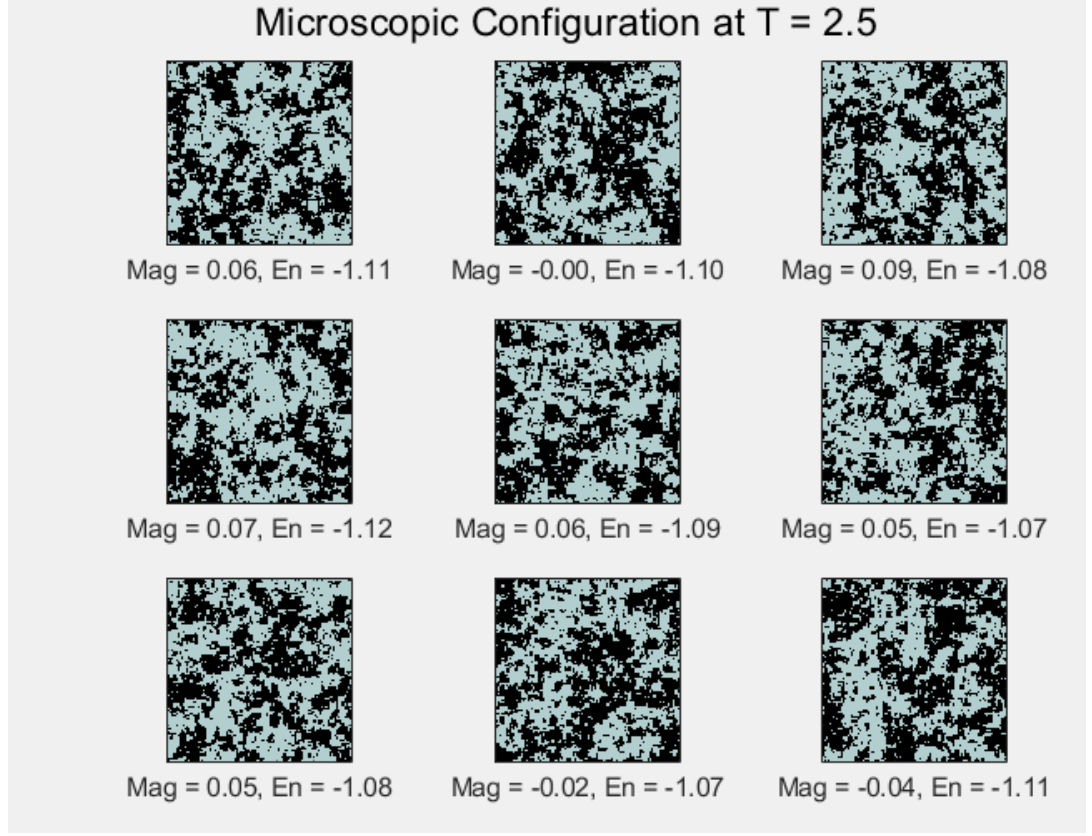 Microscopic Configuration at T = 2.5
Mag = 0.06, En = -1.11
Mag = -0.00, En = -1.10
Mag = 0.09, En = -1.08
Mag = 0.07, En = -1.12
Mag = 0.06, En = -1.09
Mag = 0.05, En = -1.07
Mag = 0.05, En = -1.08
Mag = -0.02, En = -1.07
Mag = -0.04, En = -1.11